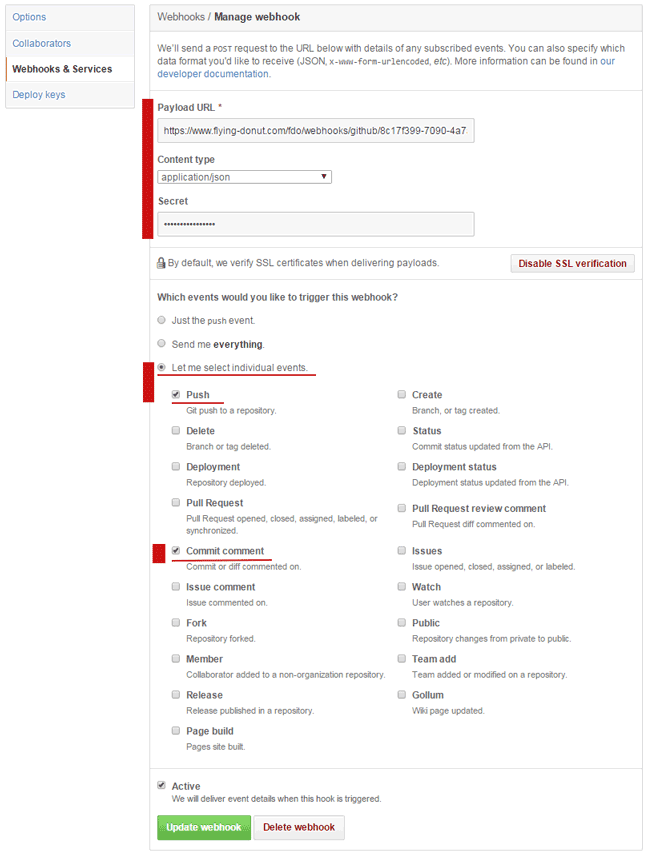 Options
Collaborators
Webhooks & Services
Deploy keys
Webhooks / Manage webhook
We'll send a POST request to the URL below with details of any subscribed events. You can also specify which
data format you'd like to receive (JSON, x-www-form-urlencoded, etc). More information can be found in our
developer documentation.
Payload URL *
https://www.flying-donut.com/fdo/webhooks/github/8c17f399-7090-4a7
Content type
application/json
Secret
By default, we verify SSL certificates when delivering payloads.
Disable SSL verification
Which events would you like to trigger this webhook?
Just the push event.
Send me everything.
Let me select individual events.
Push
Git push to a repository.
Create
Branch, or tag created.
Delete
Branch or tag deleted.
Status
Commit status updated from the API.
Deployment
Repository deployed.
Deployment status
Deployment status updated from the API.
Pull Request
Pull Request opened, closed, assigned, labeled, or
synchronized.
Pull Request review comment
Pull Request diff commented on.
Commit comment
Commit or diff commented on.
Issues
Issue opened, closed, assigned, or labeled.
Issue comment
Issue commented on.
Watch
User watches a repository.
Fork
Repository forked.
Public
Repository changes from private to public.
Member
Collaborator added to a non-organization repository.
Team add
Team added or modified on a repository.
Release
Release published in a repository.
Gollum
Wiki page updated.
Page build
Pages site built.
Active
We will deliver event details when this hook is triggered.
Update webhook
Delete webhook